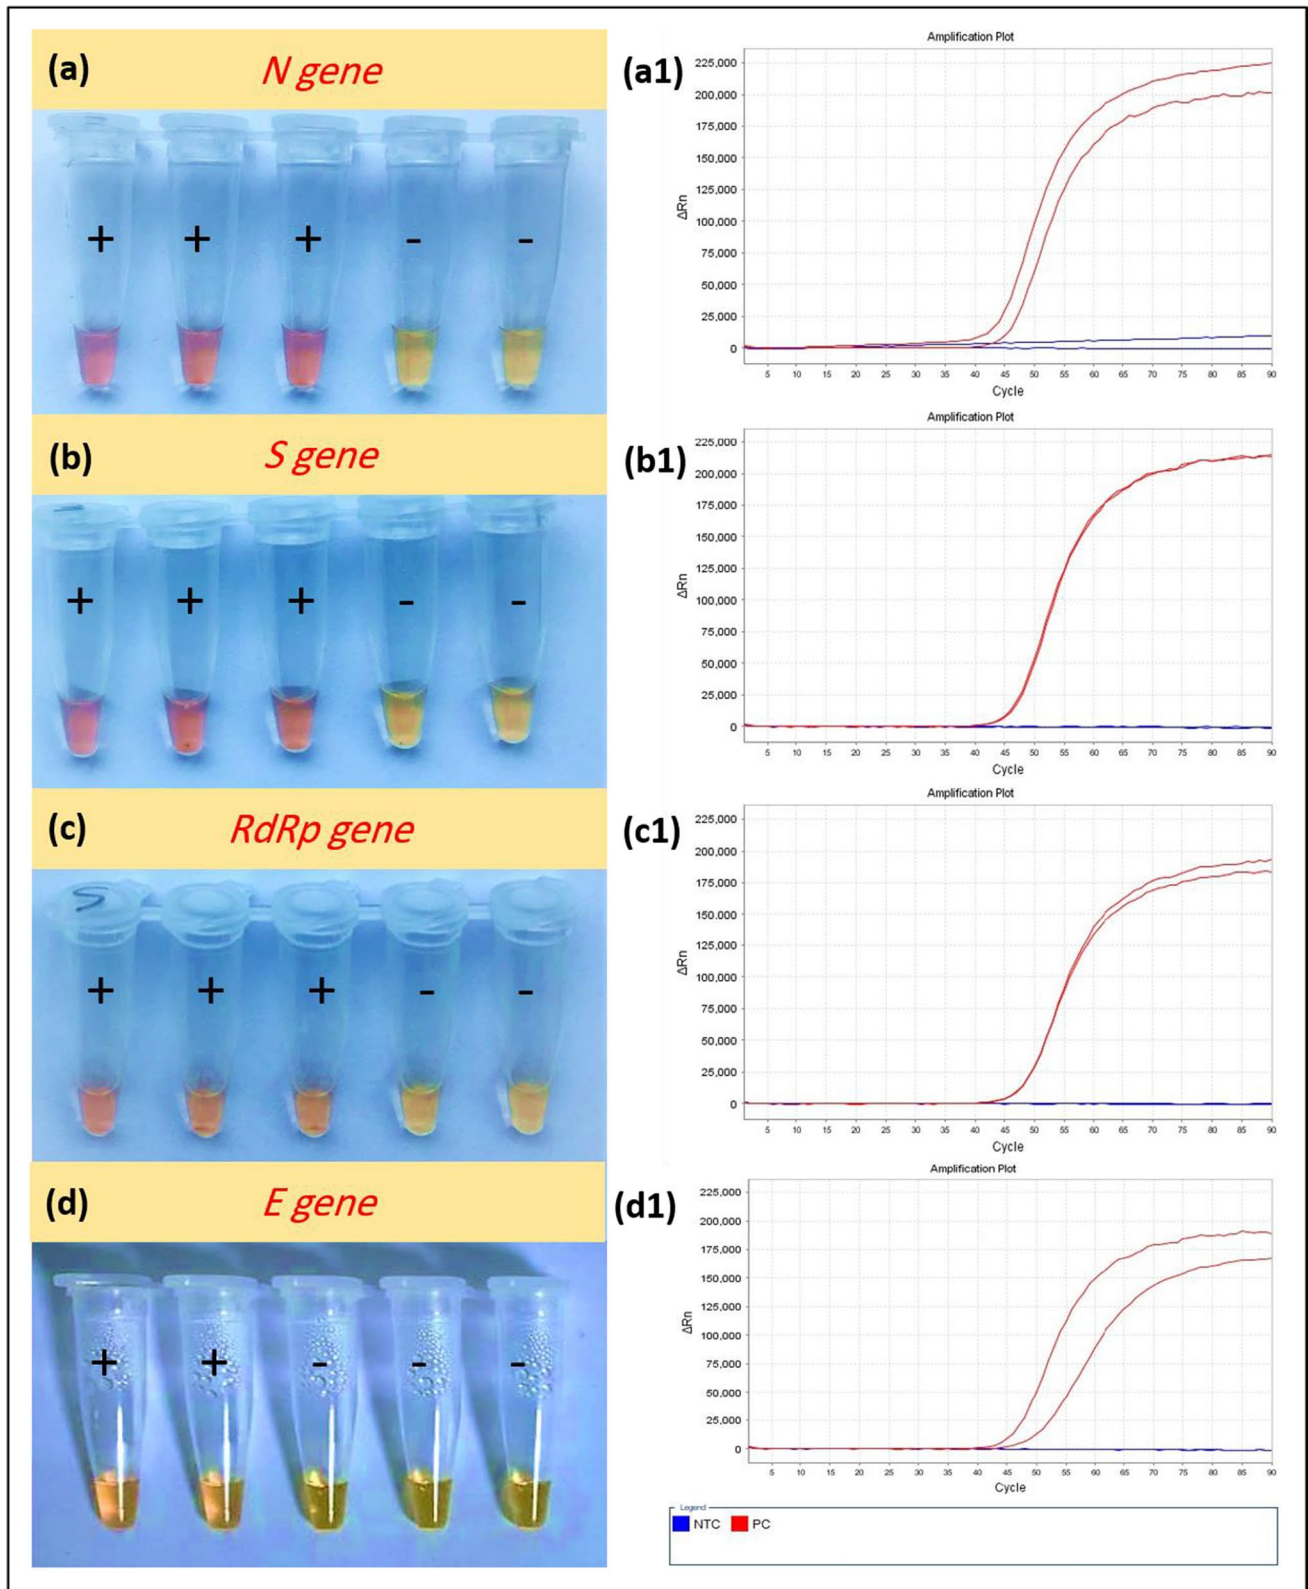 (a) N gene
+ + + - -
(a1)
Amplification Plot
225,000
200,000
175,000
150,000
125,000
100,000
75,000
50,000
25,000
0
ΔRn
5 10 15 20 25 30 35 40 45 50 55 60 65 70 75 80 85 90
Cycle
(b) S gene
+ + + - -
(b1)
Amplification Plot
225,000
200,000
175,000
150,000
125,000
100,000
75,000
50,000
25,000
0
ΔRn
5 10 15 20 25 30 35 40 45 50 55 60 65 70 75 80 85 90
Cycle
(c) RdRp gene
S
+ + + - -
(c1)
Amplification Plot
225,000
200,000
175,000
150,000
125,000
100,000
75,000
50,000
25,000
0
ΔRn
5 10 15 20 25 30 35 40 45 50 55 60 65 70 75 80 85 90
Cycle
(d) E gene
+ + - - -
(d1)
Amplification Plot
225,000
200,000
175,000
150,000
125,000
100,000
75,000
50,000
25,000
0
ΔRn
5 10 15 20 25 30 35 40 45 50 55 60 65 70 75 80 85 90
Cycle
Legend
NTC PC